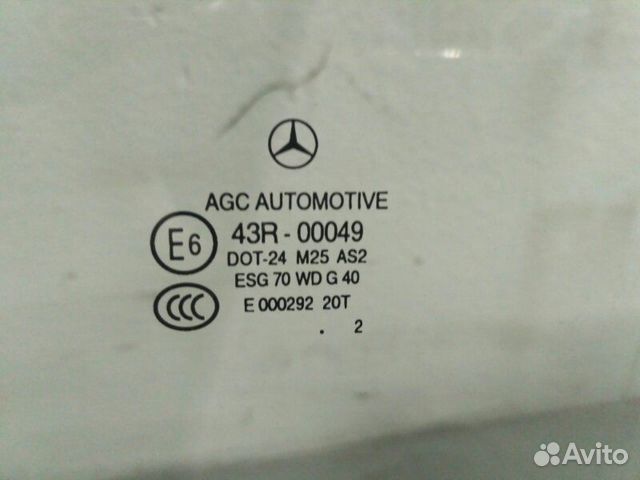 AGC AUTOMOTIVE
E6 43R - 00049
DOT-24 M25 AS2
ESG 70 WD G 40
CCC E 000292 20T
. 2
Avito